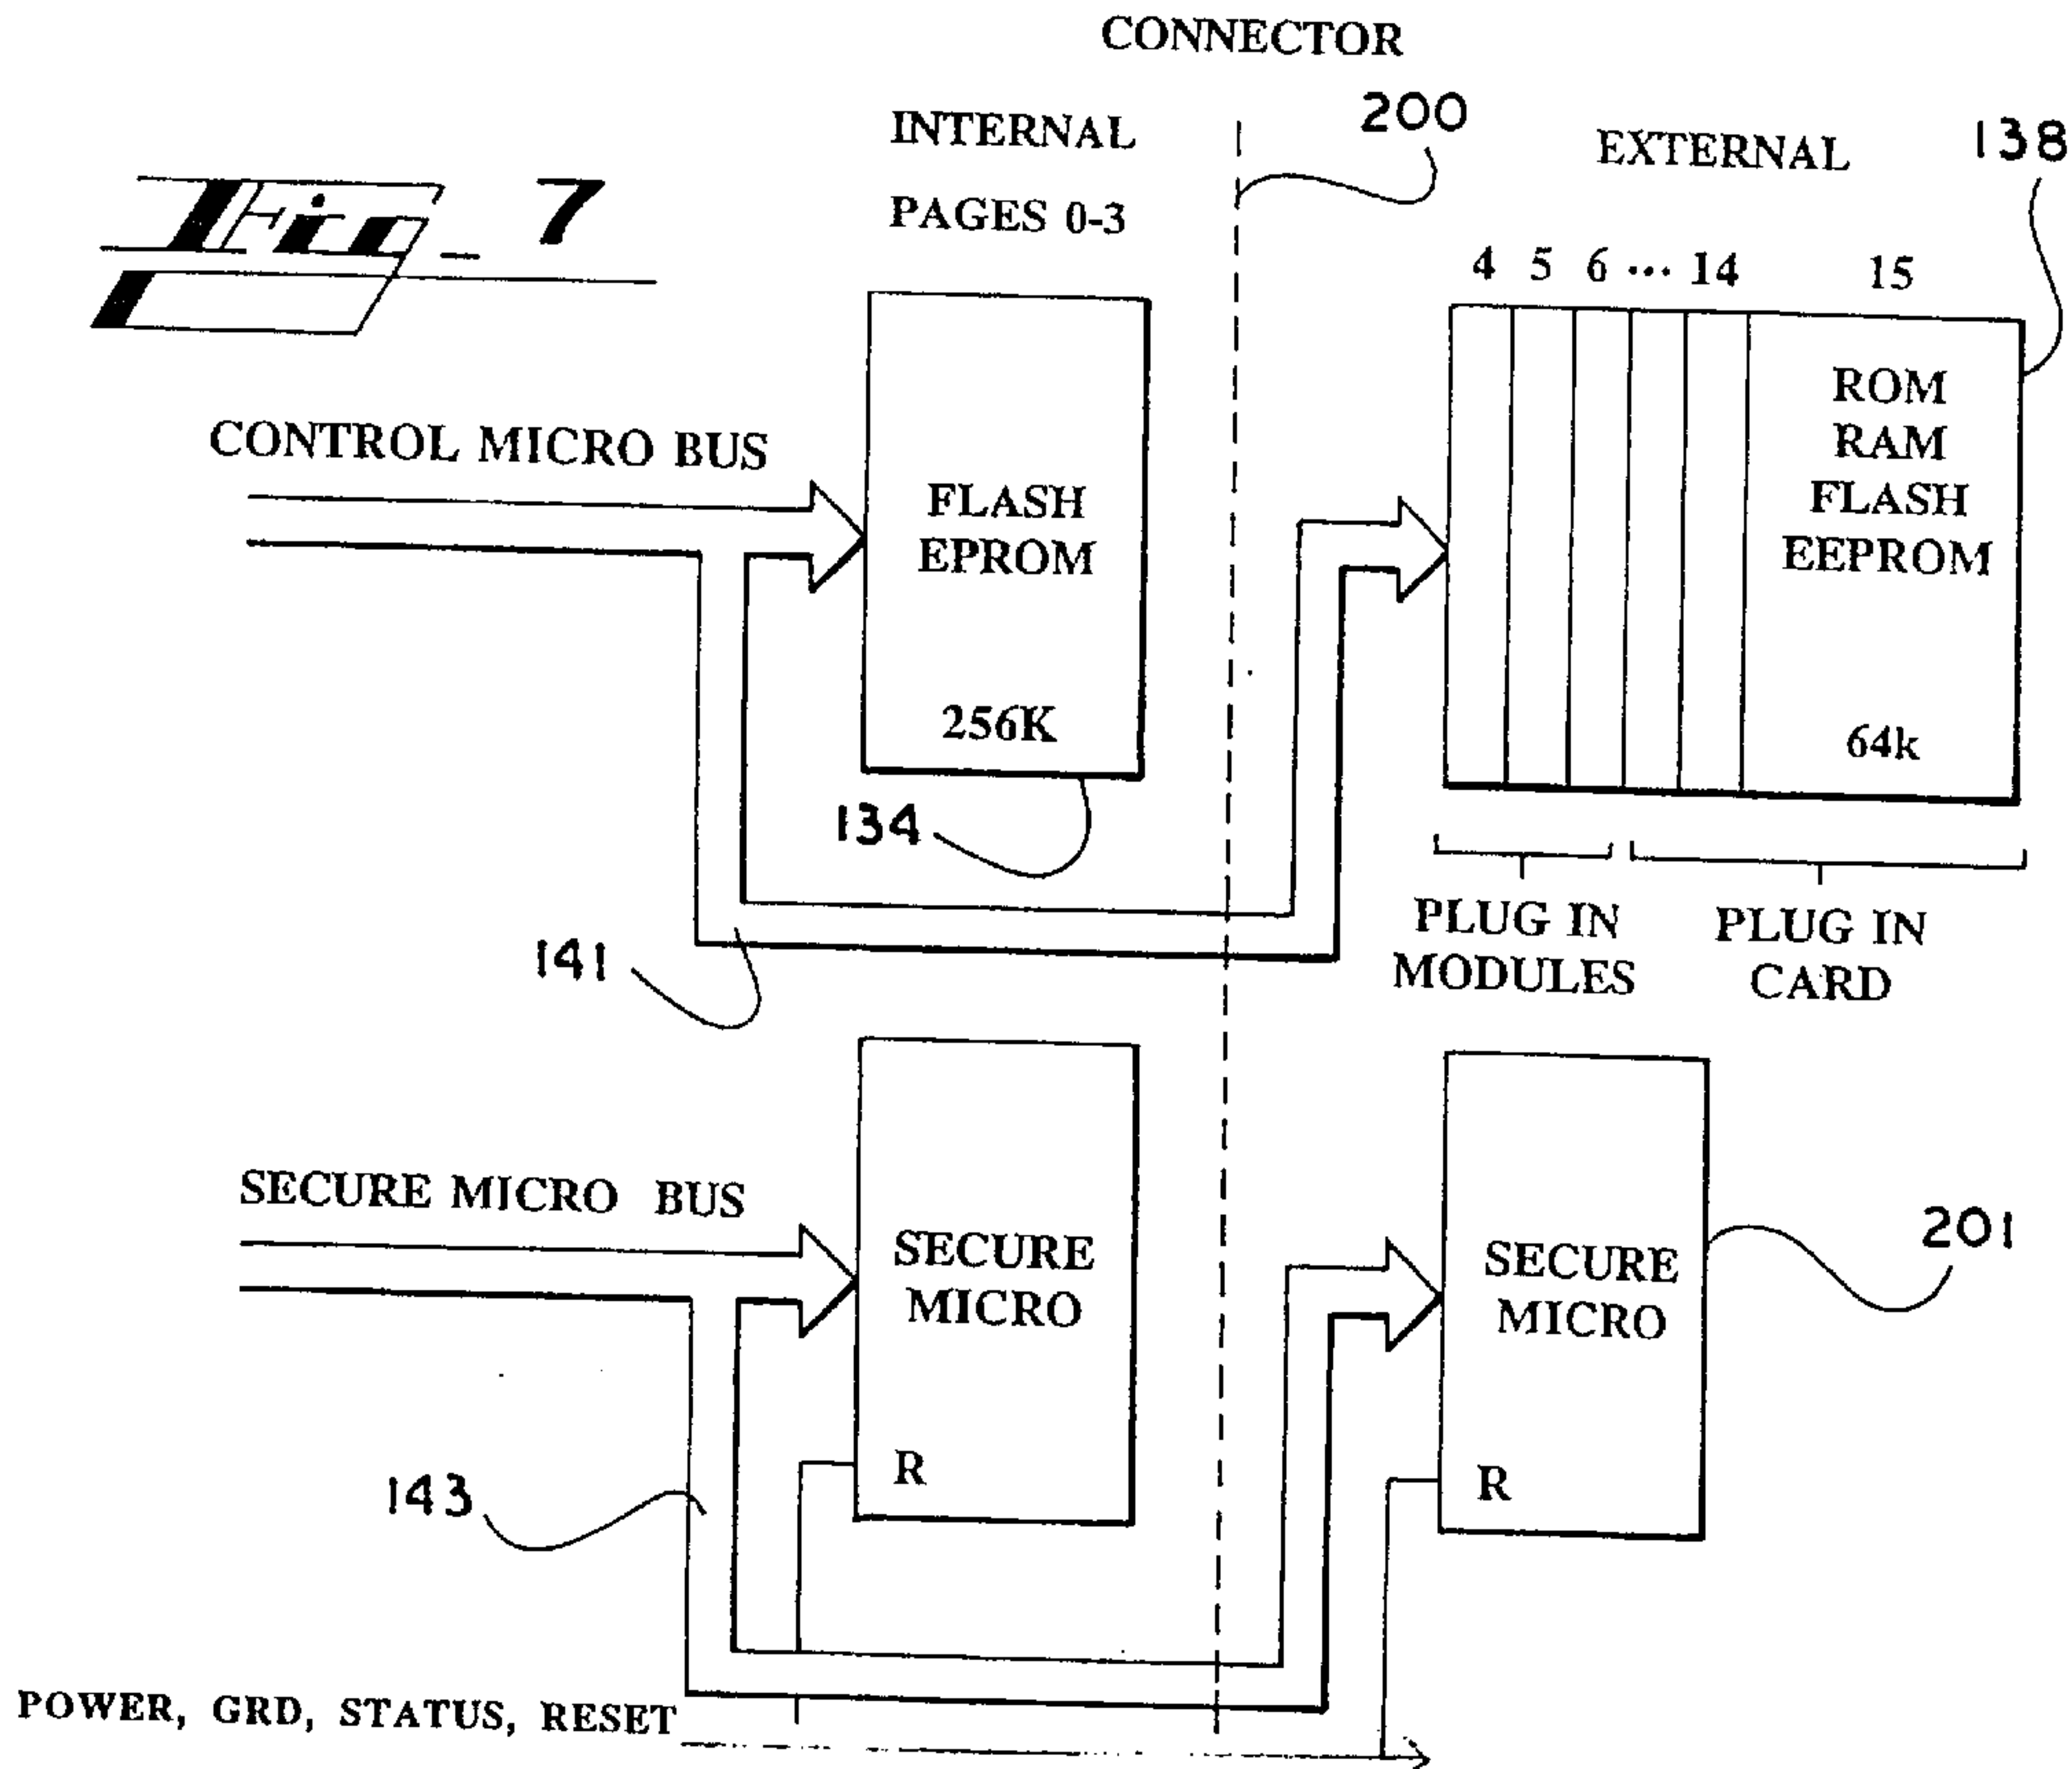 CONNECTOR
200
INTERNAL
PAGES 0-3
EXTERNAL
138
Fig_ 7
4 5 6 ... 14 15
CONTROL MICRO BUS
FLASH
EPROM
256K
134
ROM
RAM
FLASH
EEPROM
64k
141
PLUG IN
MODULES
PLUG IN
CARD
SECURE MICRO BUS
SECURE
MICRO
R
SECURE
MICRO
R
201
143
POWER, GRD, STATUS, RESET